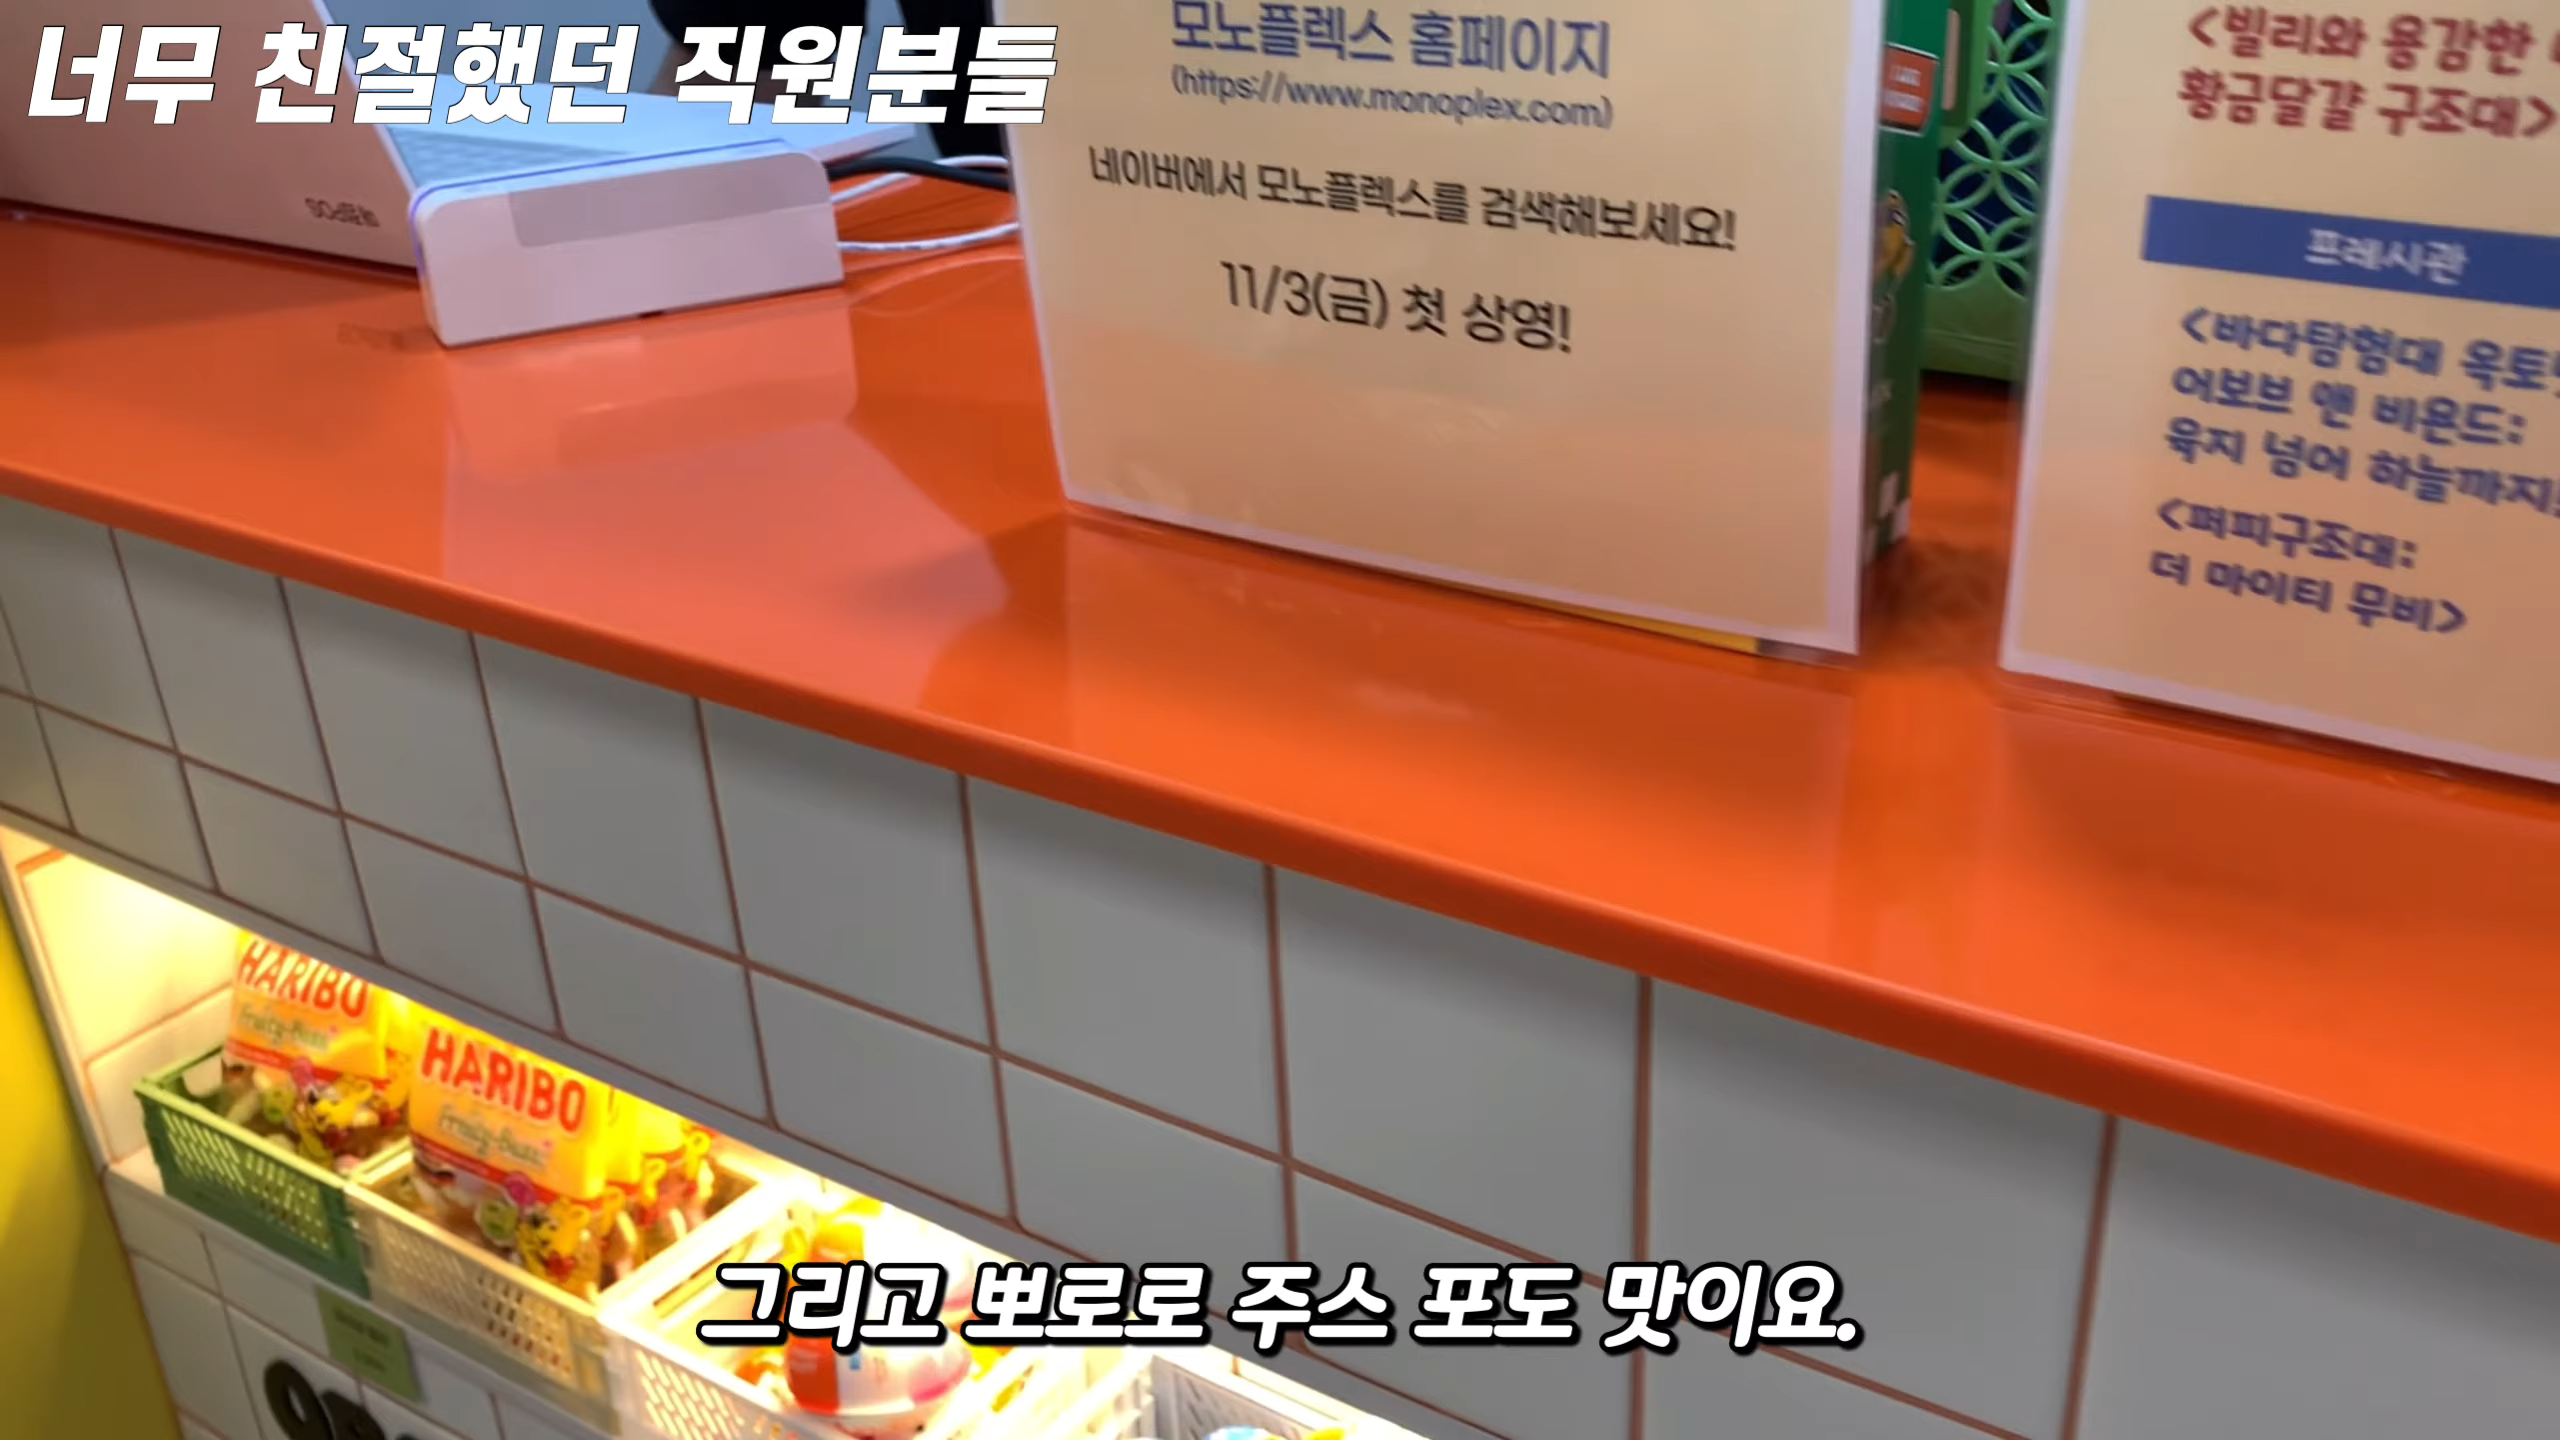 너무 친절했던 직원분들
모노플렉스 홈페이지
(https://www.monoplex.com)
네이버에서 모노플렉스를 검색해보세요!
11/3(금) 첫 상영!
<빌리와 용감한
황금달걀 구조대>
프레시관
<바다탐험대 옥토
어보브 앤 비욘드:
육지 넘어 하늘까지
<퍼피구조대:
더 마이티 무비>
HARIBO
HARIBO
그리고 뽀로로 주스 포도 맛이요.